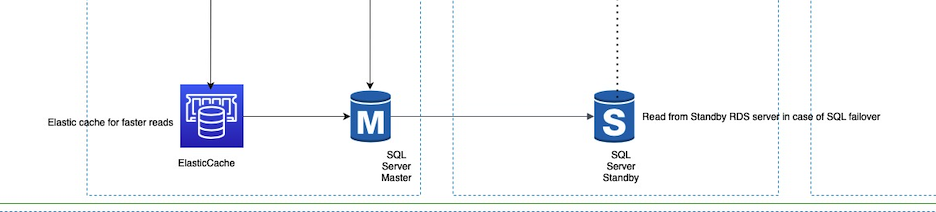 Elastic cache for faster reads
M
S
Read from Standby RDS server in case of SQL failover
ElasticCache
SQL
Server
Master
SQL
Server
Standby